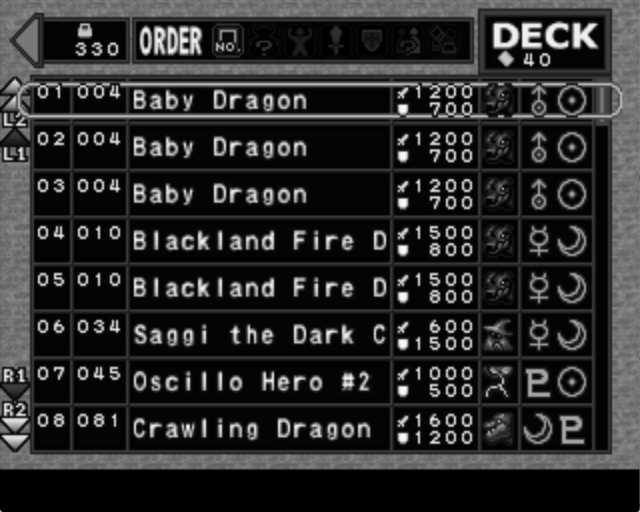 330 ORDER NO. DECK
40
01 004 Baby Dragon 1200 700
02 004 Baby Dragon 1200 700
03 004 Baby Dragon 1200 700
04 010 Blackland Fire D 1500 800
05 010 Blackland Fire D 1500 800
06 034 Saggi the Dark C 600 1500
07 045 Oscillo Hero #2 1000 500
08 081 Crawling Dragon 1600 1200
L2
L1
R1
R2